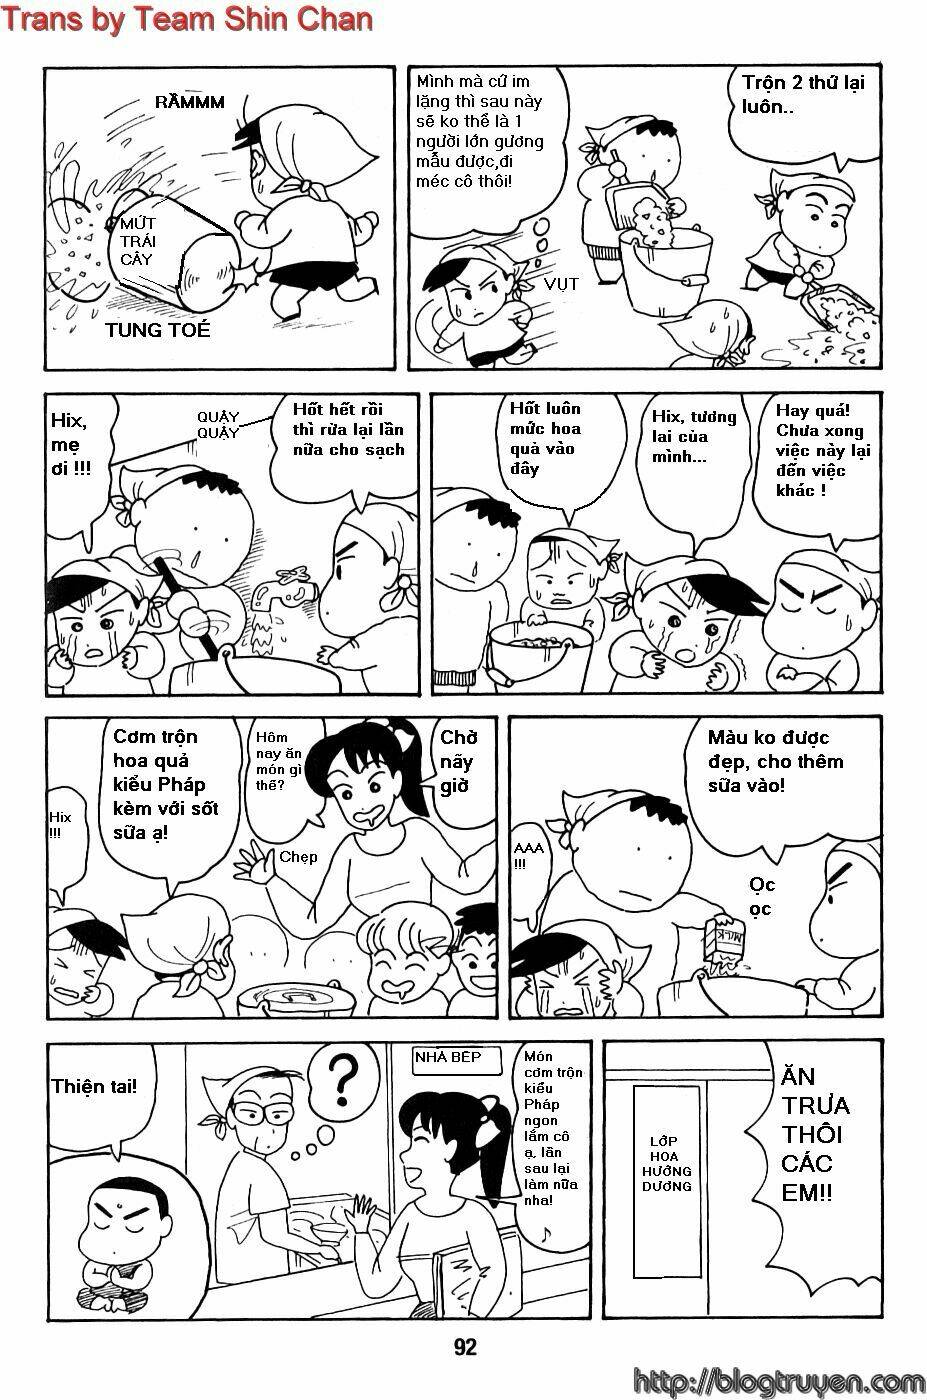 Trans by Team Shin Chan
RẦMMM
MỨT
TRÁI
CÂY
TUNG TOÉ
Mình mà cứ im
lặng thì sau này
sẽ ko thể là 1
người lớn gương
mẫu được,đi
méc cô thôi!
VỤT
Trộn 2 thứ lại
luôn..
Hix,
mẹ
ơi !!!
QUẬY
QUẬY
Hốt hết rồi
thì rửa lại lần
nữa cho sạch
Hốt luôn
mức hoa
quả vào
đây
Hix, tương
lai của
mình...
Hay quá!
Chưa xong
việc này lại
đến việc
khác !
Hix
!!!
Cơm trộn
hoa quả
kiểu Pháp
kèm với sốt
sữa ạ!
Hôm
nay ăn
món gì
thế?
Chẹp
Chờ
nãy
giờ
AAA
!!!
Màu ko được
đẹp, cho thêm
sữa vào!
Ọc
ọc
MILK
Thiện tai!
?
NHÀ BẾP
Món
cơm trộn
kiểu
Pháp
ngon
lắm cô
ạ, lần
sau lại
làm nữa
nha!
LỚP
HOA
HƯỚNG
DƯƠNG
ĂN
TRƯA
THÔI
CÁC
EM!!
92
http://blogtruyen.com